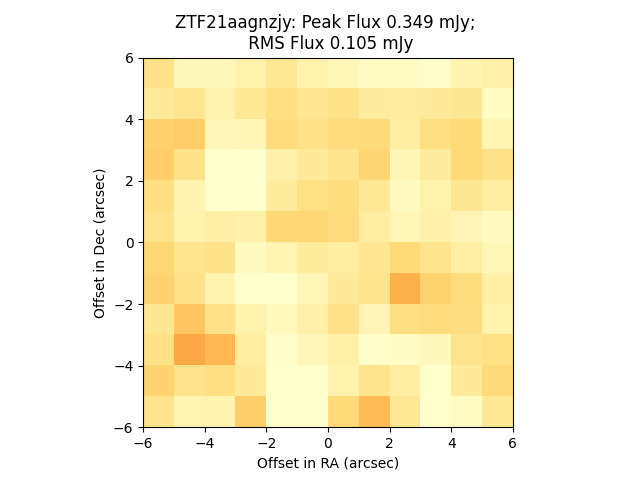 ZTF21aagnzjy: Peak Flux 0.349 mJy;
RMS Flux 0.105 mJy
6
4
2
0
−2
−4
−6
Offset in Dec (arcsec)
−6 −4 −2 0 2 4 6
Offset in RA (arcsec)